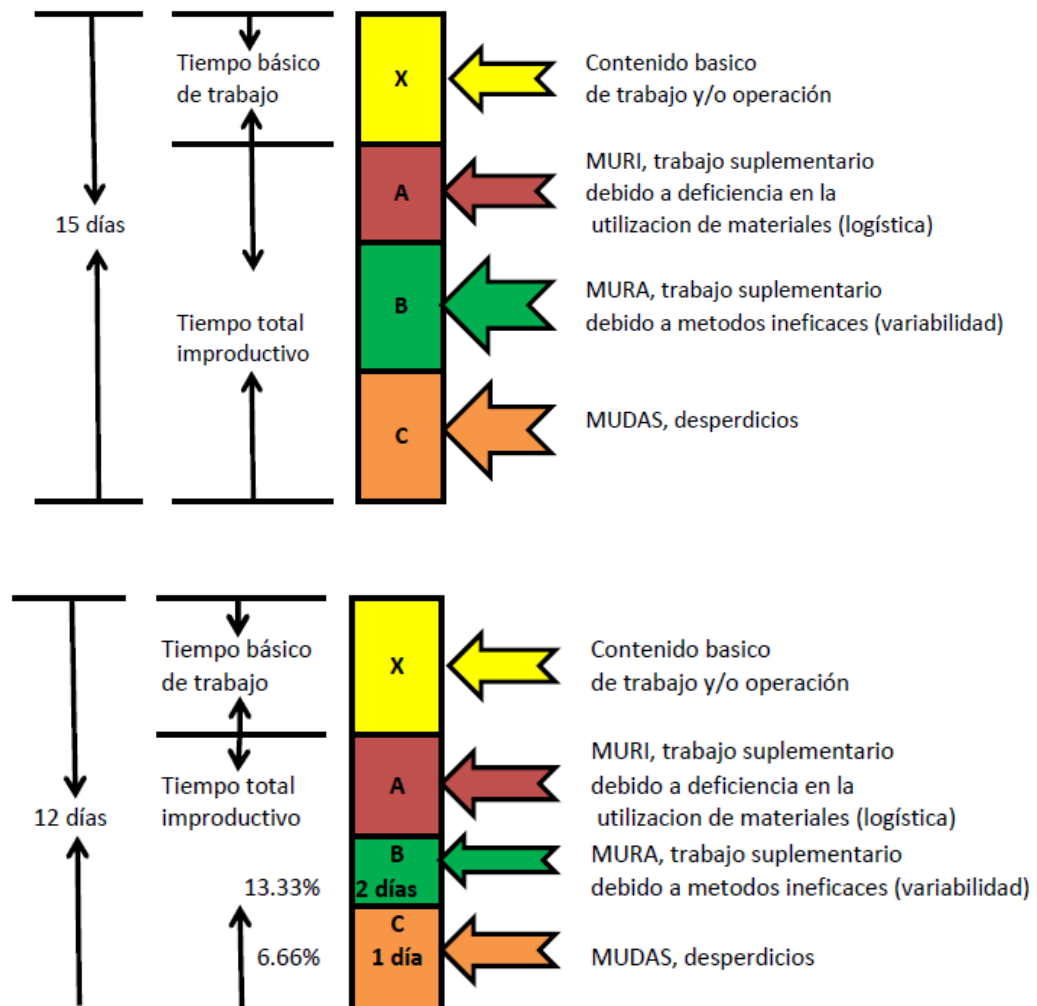 Tiempo básico
de trabajo
X
Contenido basico
de trabajo y/o operación
15 días
A
MURI, trabajo suplementario
debido a deficiencia en la
utilizacion de materiales (logística)
Tiempo total
improductivo
B
MURA, trabajo suplementario
debido a metodos ineficaces (variabilidad)
C
MUDAS, desperdicios
Tiempo básico
de trabajo
X
Contenido basico
de trabajo y/o operación
12 días
Tiempo total
improductivo
A
MURI, trabajo suplementario
debido a deficiencia en la
utilizacion de materiales (logística)
13.33%
B
2 días
MURA, trabajo suplementario
debido a metodos ineficaces (variabilidad)
6.66%
C
1 día
MUDAS, desperdicios